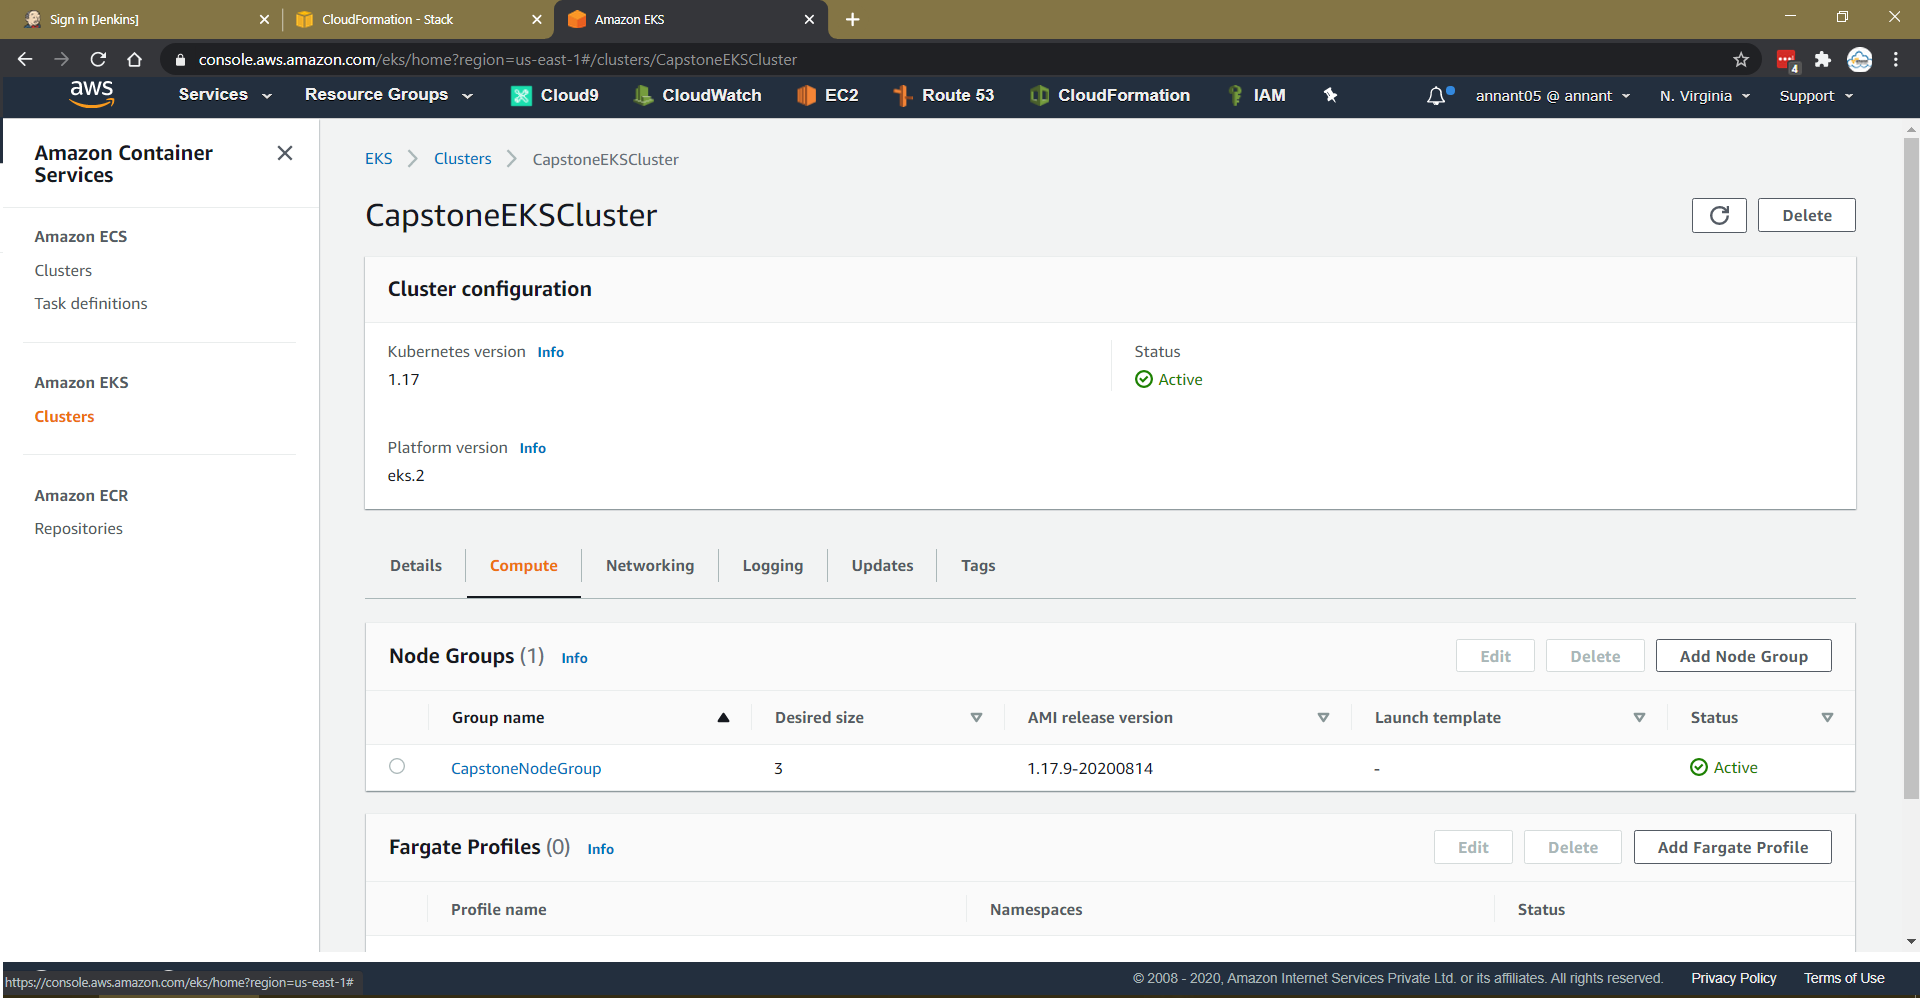 Sign in [Jenkins]
CloudFormation - Stack
Amazon EKS
console.aws.amazon.com/eks/home?region=us-east-1#/clusters/CapstoneEKSCluster
4
aws
Services
Resource Groups
Cloud9
CloudWatch
EC2
Route 53
CloudFormation
IAM
annant05 @ annant
N. Virginia
Support
Amazon Container
Services
Amazon ECS
Clusters
Task definitions
Amazon EKS
Clusters
Amazon ECR
Repositories
EKS
Clusters
CapstoneEKSCluster
CapstoneEKSCluster
Delete
Cluster configuration
Kubernetes version Info
1.17
Status
Active
Platform version Info
eks.2
Details
Compute
Networking
Logging
Updates
Tags
Node Groups (1) Info
Edit
Delete
Add Node Group
Group name
Desired size
AMI release version
Launch template
Status
CapstoneNodeGroup
3
1.17.9-20200814
-
Active
Fargate Profiles (0) Info
Edit
Delete
Add Fargate Profile
Profile name
Namespaces
Status
https://console.aws.amazon.com/eks/home?region=us-east-1#
© 2008 - 2020, Amazon Internet Services Private Ltd. or its affiliates. All rights reserved.
Privacy Policy
Terms of Use